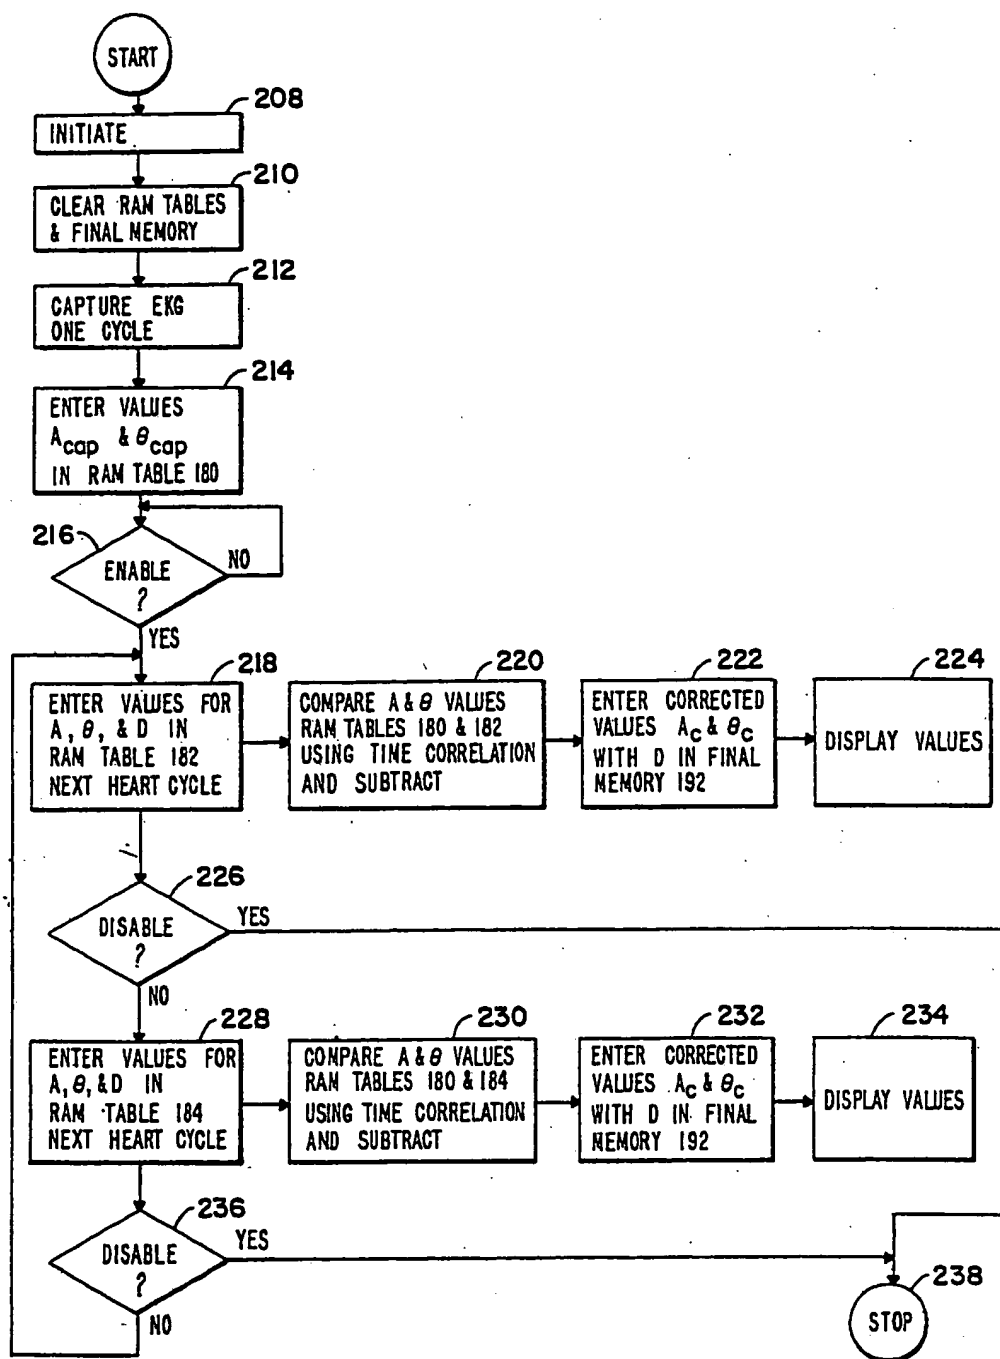 START
208
INITIATE
210
CLEAR RAM TABLES
& FINAL MEMORY
212
CAPTURE EKG
ONE CYCLE
214
ENTER VALUES
Acap & θcap
IN RAM TABLE 180
216
ENABLE
?
NO
YES
218
ENTER VALUES FOR
A, θ, & D IN
RAM TABLE 182
NEXT HEART CYCLE
220
COMPARE A & θ VALUES
RAM TABLES 180 & 182
USING TIME CORRELATION
AND SUBTRACT
222
ENTER CORRECTED
VALUES Ac & θc
WITH D IN FINAL
MEMORY 192
224
DISPLAY VALUES
226
DISABLE
?
YES
NO
228
ENTER VALUES FOR
A, θ, & D IN
RAM TABLE 184
NEXT HEART CYCLE
230
COMPARE A & θ VALUES
RAM TABLES 180 & 184
USING TIME CORRELATION
AND SUBTRACT
232
ENTER CORRECTED
VALUES Ac & θc
WITH D IN FINAL
MEMORY 192
234
DISPLAY VALUES
236
DISABLE
?
YES
NO
238
STOP